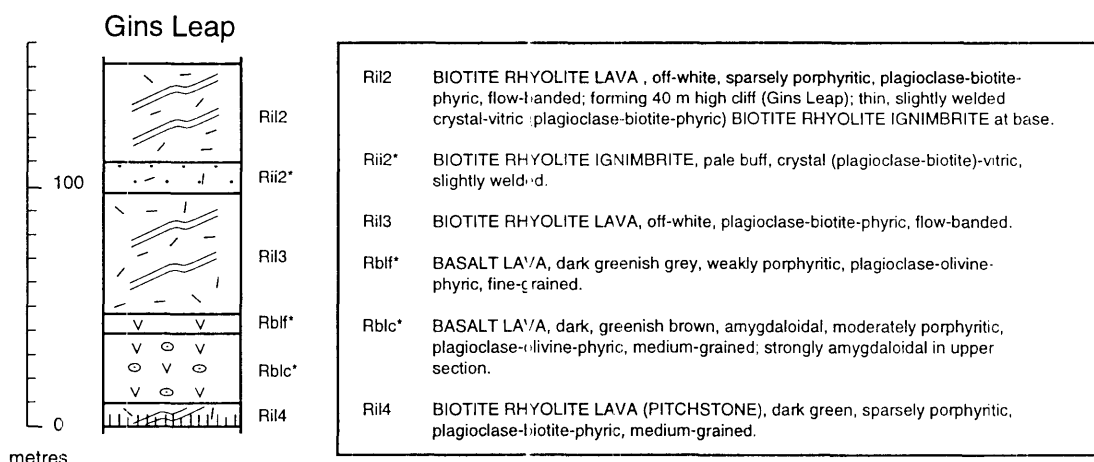 Gins Leap
100
0
metres
Ril2
Rii2*
Ril3
Rblf*
Rblc*
Ril4
Ril2 BIOTITE RHYOLITE LAVA , off-white, sparsely porphyritic, plagioclase-biotite-
phyric, flow-banded; forming 40 m high cliff (Gins Leap); thin, slightly welded
crystal-vitric (plagioclase-biotite-phyric) BIOTITE RHYOLITE IGNIMBRITE at base.
Rii2* BIOTITE RHYOLITE IGNIMBRITE, pale buff, crystal (plagioclase-biotite)-vitric,
slightly welded.
Ril3 BIOTITE RHYOLITE LAVA, off-white, plagioclase-biotite-phyric, flow-banded.
Rblf* BASALT LAVA, dark greenish grey, weakly porphyritic, plagioclase-olivine-
phyric, fine-grained.
Rblc* BASALT LAVA, dark, greenish brown, amygdaloidal, moderately porphyritic,
plagioclase-olivine-phyric, medium-grained; strongly amygdaloidal in upper
section.
Ril4 BIOTITE RHYOLITE LAVA (PITCHSTONE), dark green, sparsely porphyritic,
plagioclase-biotite-phyric, medium-grained.